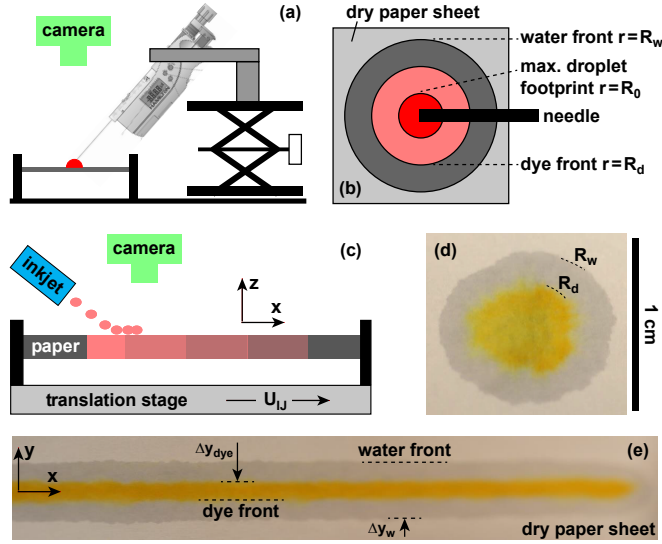 (a)
camera
dry paper sheet
water front r=R_w
max. droplet
footprint r=R_0
needle
dye front r=R_d
(b)
(c)
camera
inkjet
z
x
paper
translation stage U_IJ
(d)
R_w
R_d
1 cm
(e)
y
x
Δy_dye
water front
dye front
Δy_w
dry paper sheet